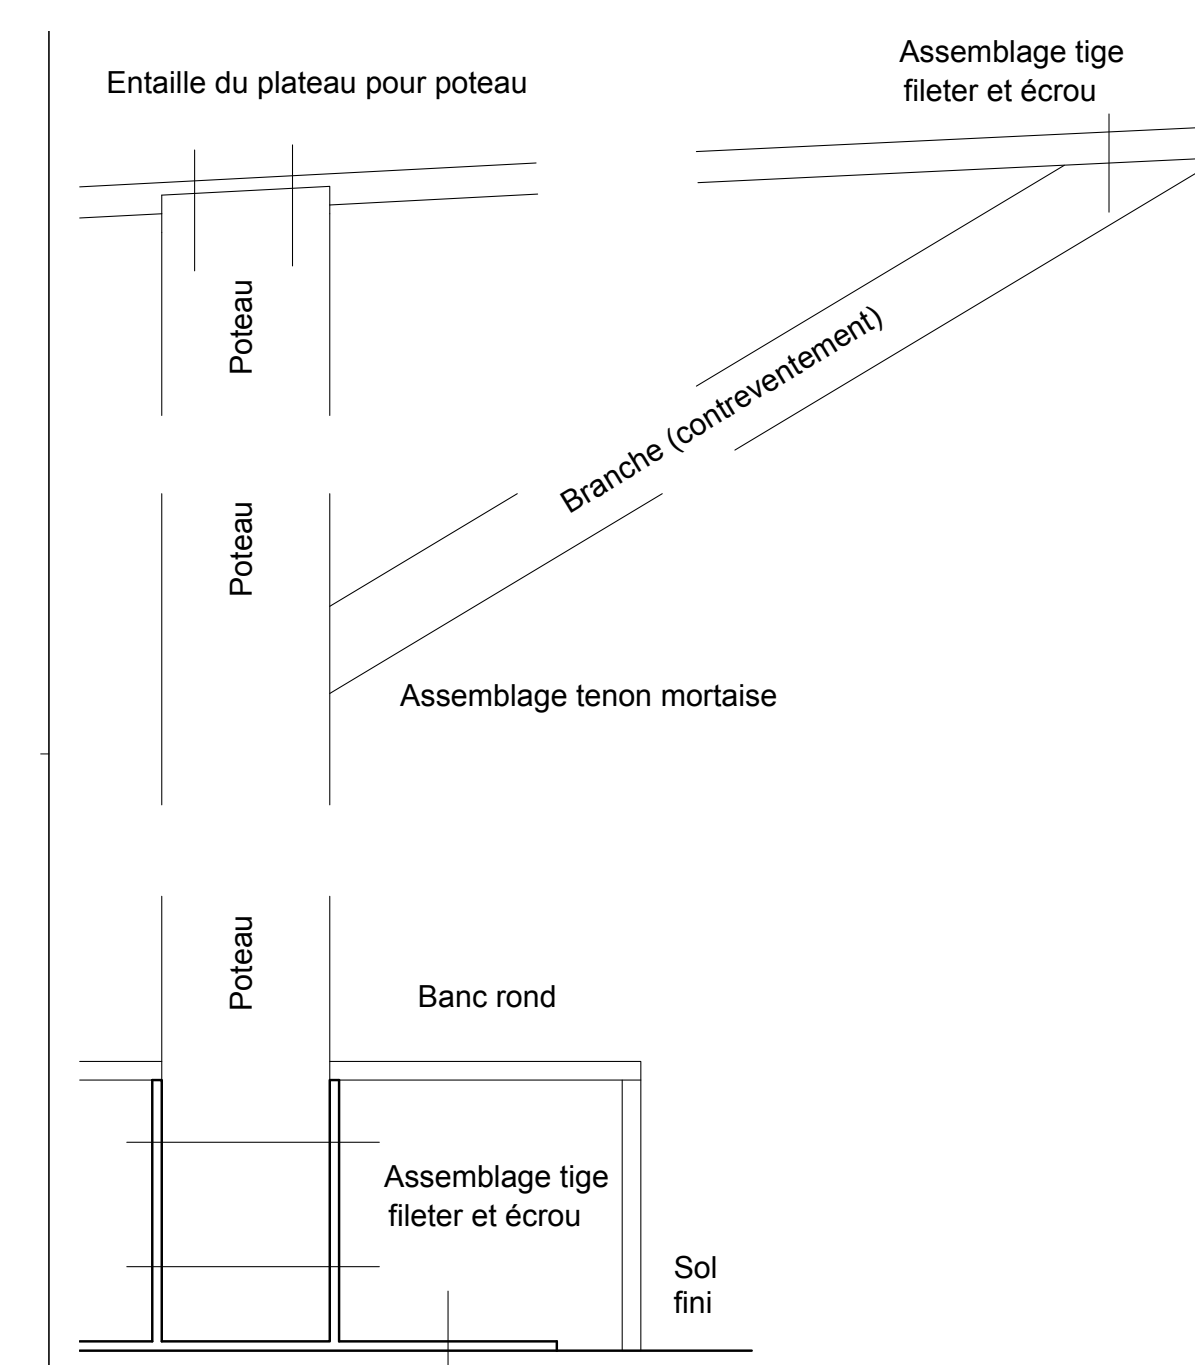 Entaille du plateau pour poteau
Assemblage tige
fileter et écrou
Poteau
Branche (contreventement)
Poteau
Assemblage tenon mortaise
Poteau
Banc rond
Assemblage tige
fileter et écrou
Sol
fini